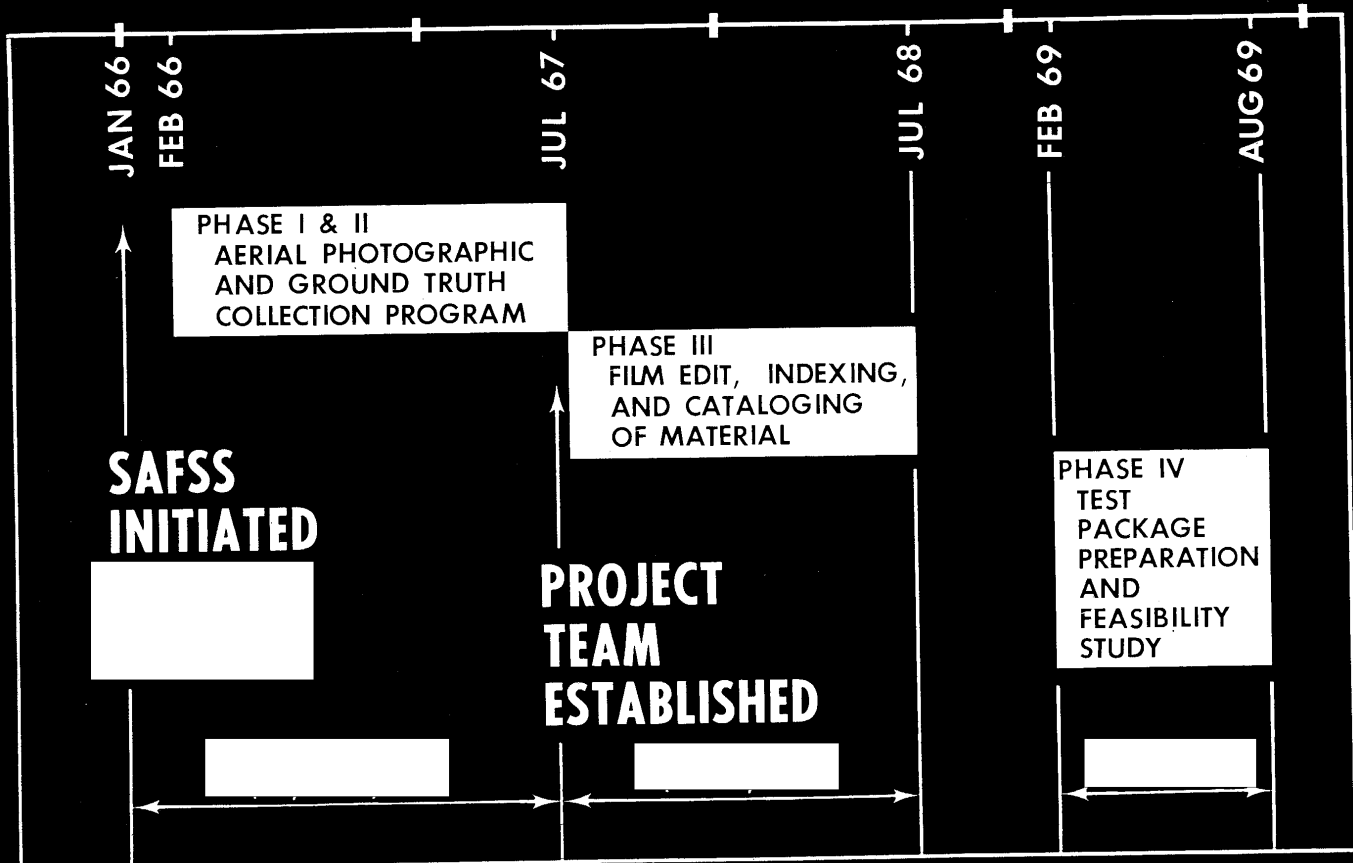 JAN 66
FEB 66
JUL 67
JUL 68
FEB 69
AUG 69
PHASE I & II
AERIAL PHOTOGRAPHIC
AND GROUND TRUTH
COLLECTION PROGRAM
PHASE III
FILM EDIT, INDEXING,
AND CATALOGING
OF MATERIAL
SAFSS
INITIATED
PHASE IV
TEST
PACKAGE
PREPARATION
AND
FEASIBILITY
STUDY
PROJECT
TEAM
ESTABLISHED